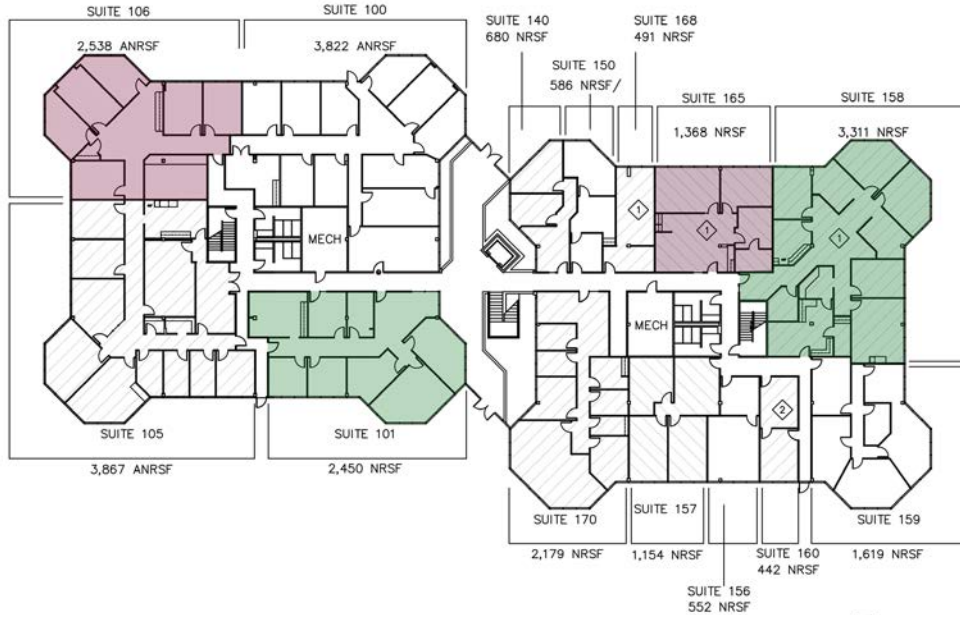 SUITE 106
SUITE 100
2,538 ANRSF
3,822 ANRSF
SUITE 140
680 NRSF
SUITE 150
586 NRSF/
SUITE 168
491 NRSF
SUITE 165
1,368 NRSF
SUITE 158
3,311 NRSF
MECH
1
1
1
MECH
2
SUITE 105
3,867 ANRSF
SUITE 101
2,450 NRSF
SUITE 170
2,179 NRSF
SUITE 157
1,154 NRSF
SUITE 156
552 NRSF
SUITE 160
442 NRSF
SUITE 159
1,619 NRSF